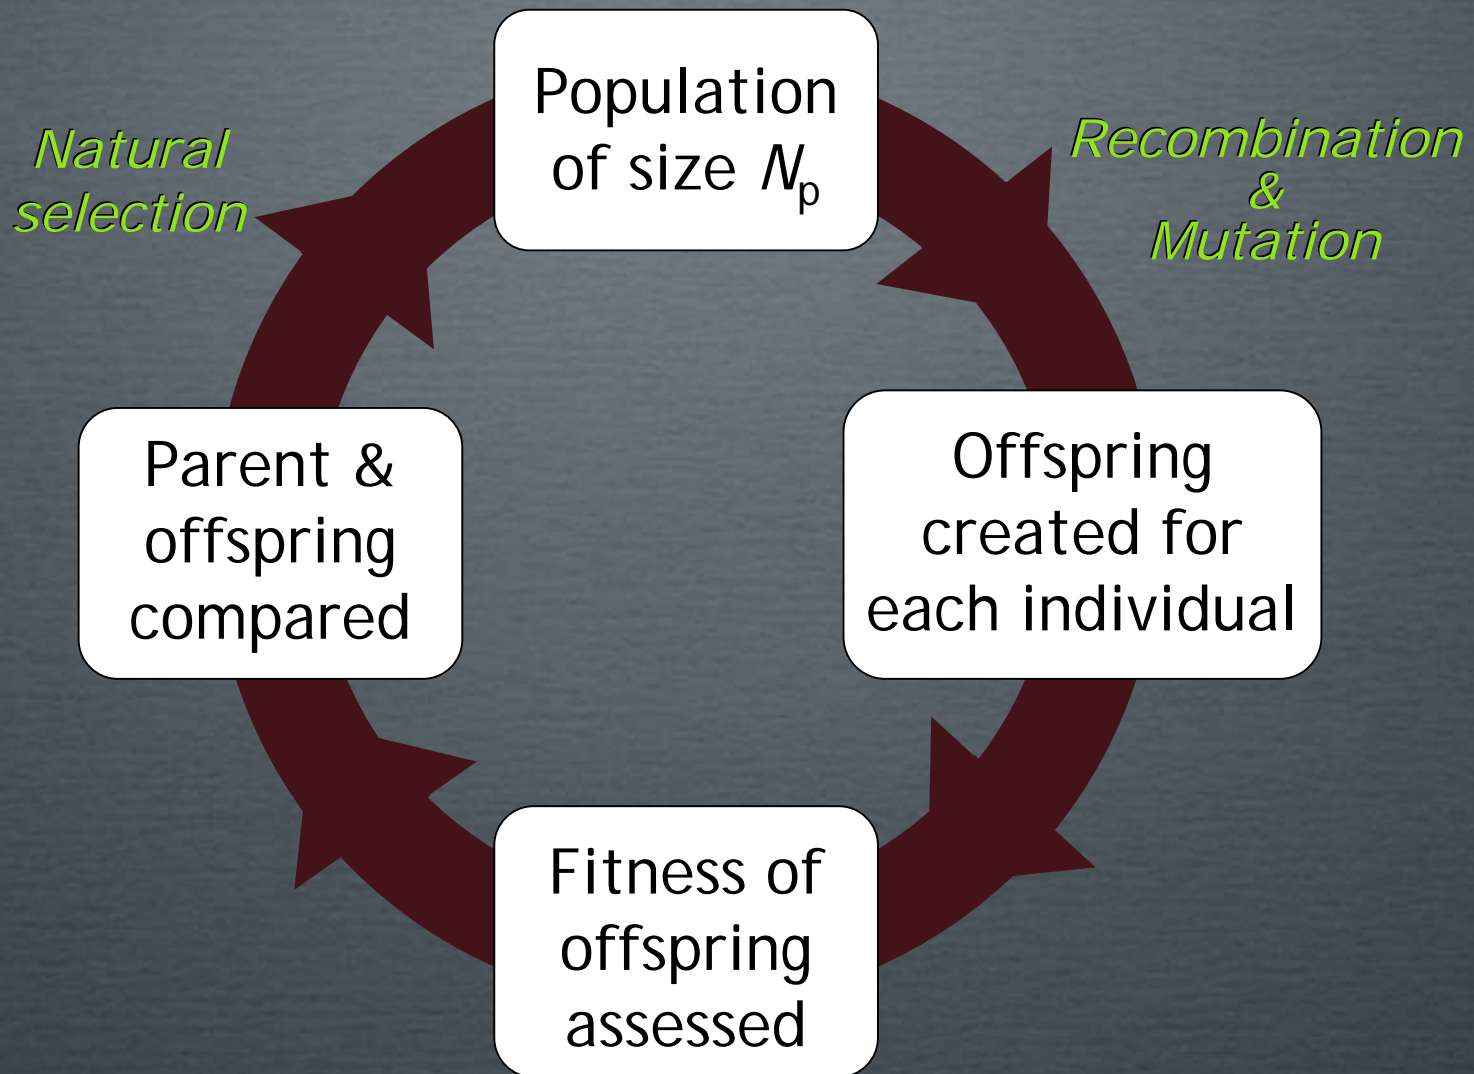 Population
of size Np
Natural
selection
Recombination
&
Mutation
Parent &
offspring
compared
Offspring
created for
each individual
Fitness of
offspring
assessed